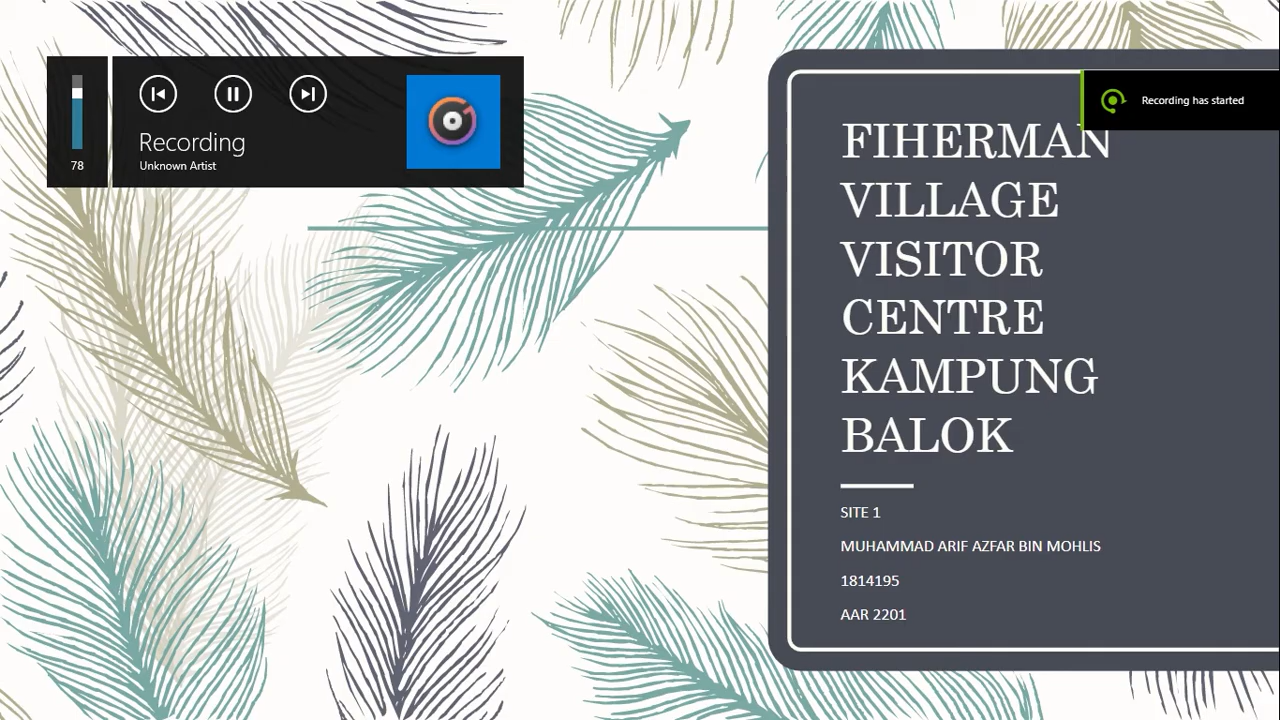 78
Recording
Unknown Artist
Recording has started
FIHERMAN
VILLAGE
VISITOR
CENTRE
KAMPUNG
BALOK
SITE 1
MUHAMMAD ARIF AZFAR BIN MOHLIS
1814195
AAR 2201